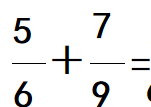 5/6 + 7/9 =